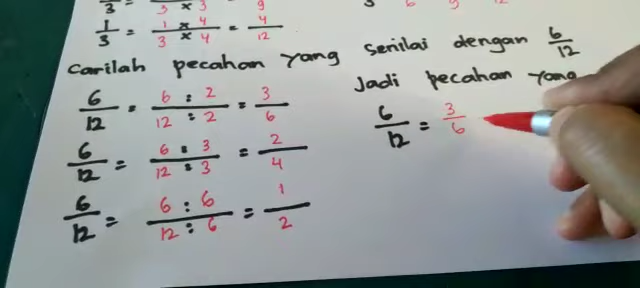 1/3 = 1 × 4 / 3 × 4 = 4/12
Carilah pecahan yang senilai dengan 6/12
6/12 = 6 : 2 / 12 : 2 = 3/6
6/12 = 6 : 3 / 12 : 3 = 2/4
6/12 = 6 : 6 / 12 : 6 = 1/2
Jadi pecahan yang
6/12 = 3/6